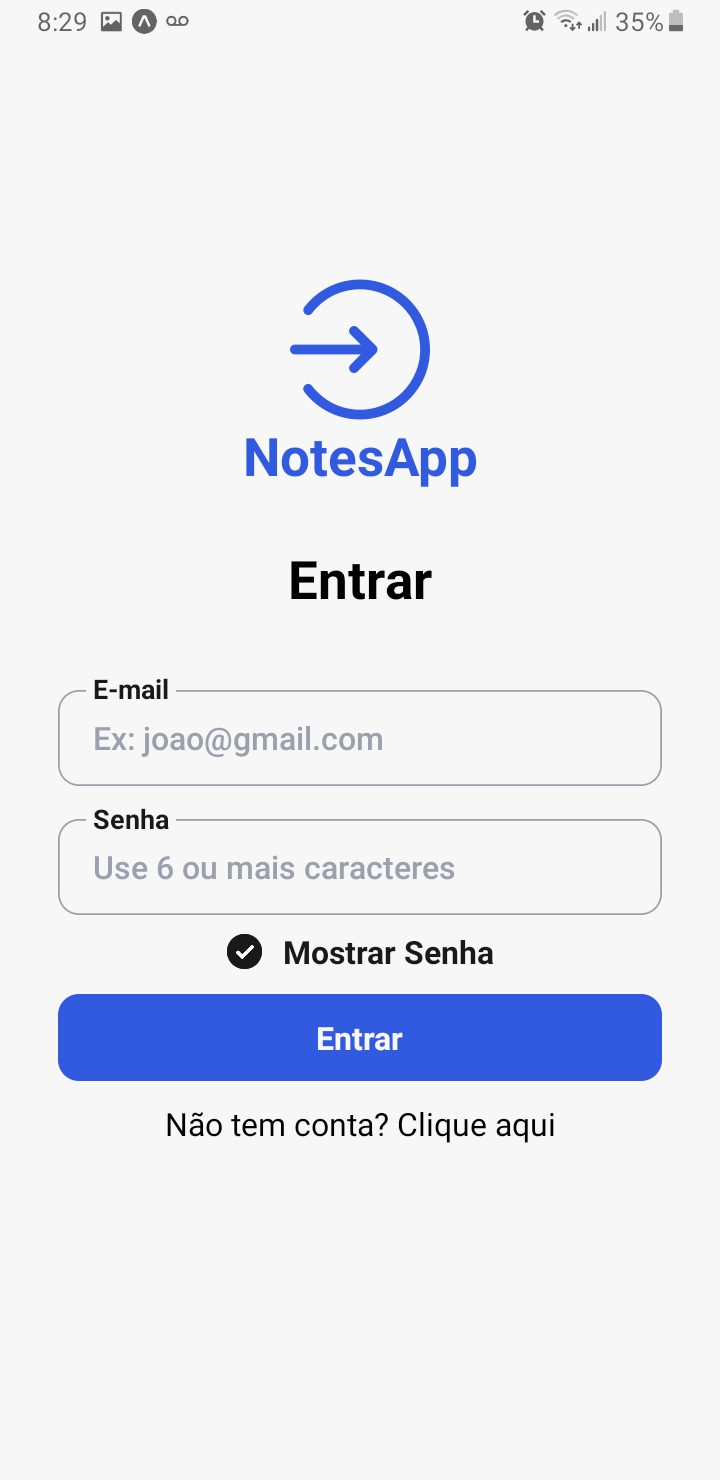 8:29 35%
NotesApp
Entrar
E-mail
Ex: joao@gmail.com
Senha
Use 6 ou mais caracteres
Mostrar Senha
Entrar
Não tem conta? Clique aqui